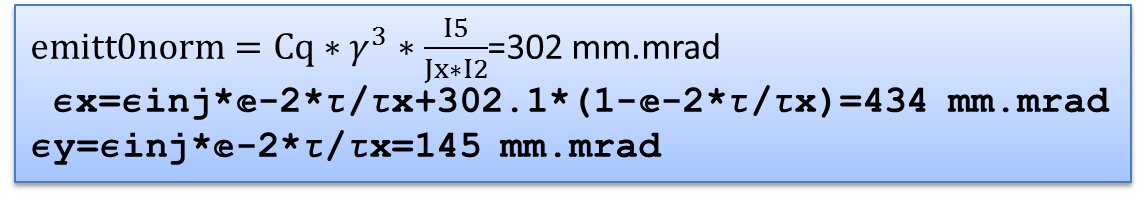 emitt0norm = Cq ∗ γ³ ∗ I5/(Jx∗I2)=302 mm.mrad
ϵx=ϵinj*e-2*τ/τx+302.1*(1-e-2*τ/τx)=434 mm.mrad
ϵy=ϵinj*e-2*τ/τx=145 mm.mrad